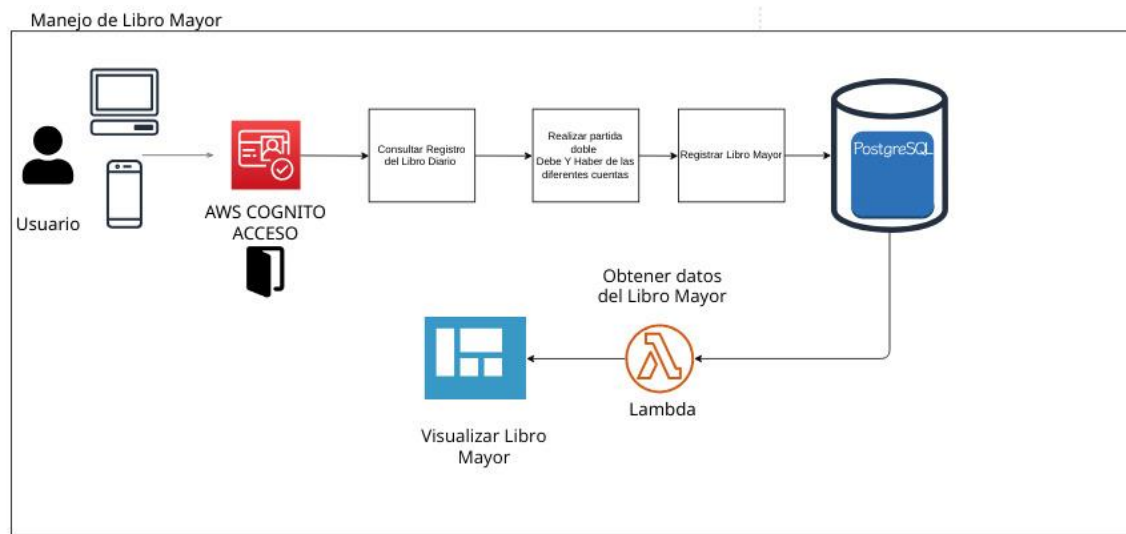 Manejo de Libro Mayor
Usuario
AWS COGNITO
ACCESO
Consultar Registro
del Libro Diario
Realizar partida
doble
Debe Y Haber de las
diferentes cuentas
Registrar Libro Mayor
PostgreSQL
Obtener datos
del Libro Mayor
Lambda
Visualizar Libro
Mayor